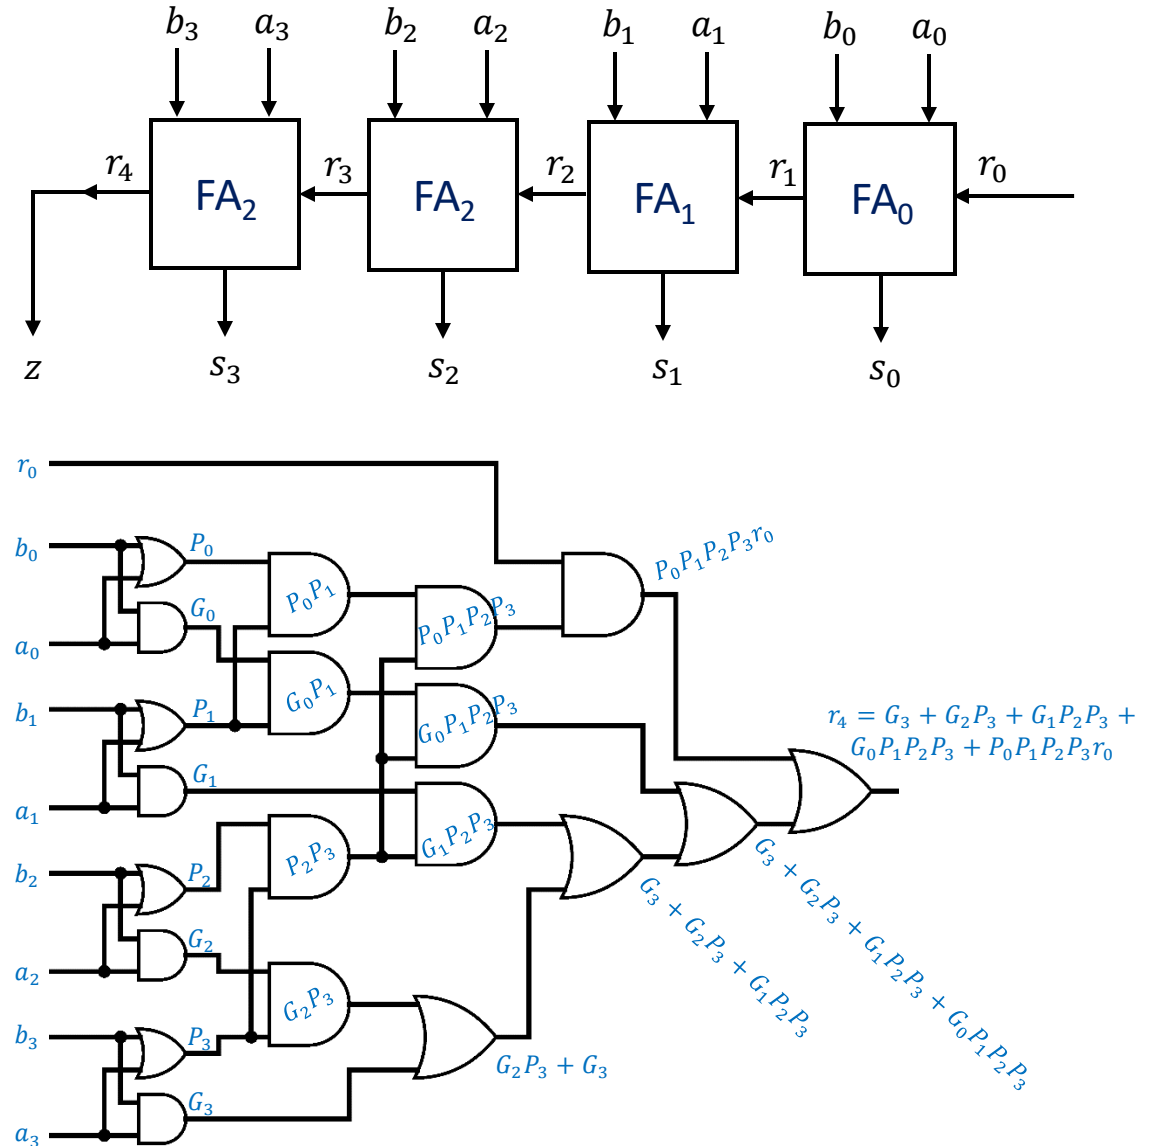 b₃ a₃ b₂ a₂ b₁ a₁ b₀ a₀
r₄ FA₂ r₃ FA₂ r₂ FA₁ r₁ FA₀ r₀
z s₃ s₂ s₁ s₀
r₀
b₀ P₀
a₀ G₀
b₁ P₁
a₁ G₁
b₂ P₂
a₂ G₂
b₃ P₃
a₃ G₃
P₀P₁
G₀P₁
P₂P₃
G₂P₃
P₀P₁P₂P₃
G₀P₁P₂P₃
G₁P₂P₃
G₂P₃ + G₃
P₀P₁P₂P₃r₀
G₃ + G₂P₃ + G₁P₂P₃
G₃ + G₂P₃ + G₁P₂P₃ + G₀P₁P₂P₃
r₄ = G₃ + G₂P₃ + G₁P₂P₃ +
G₀P₁P₂P₃ + P₀P₁P₂P₃r₀